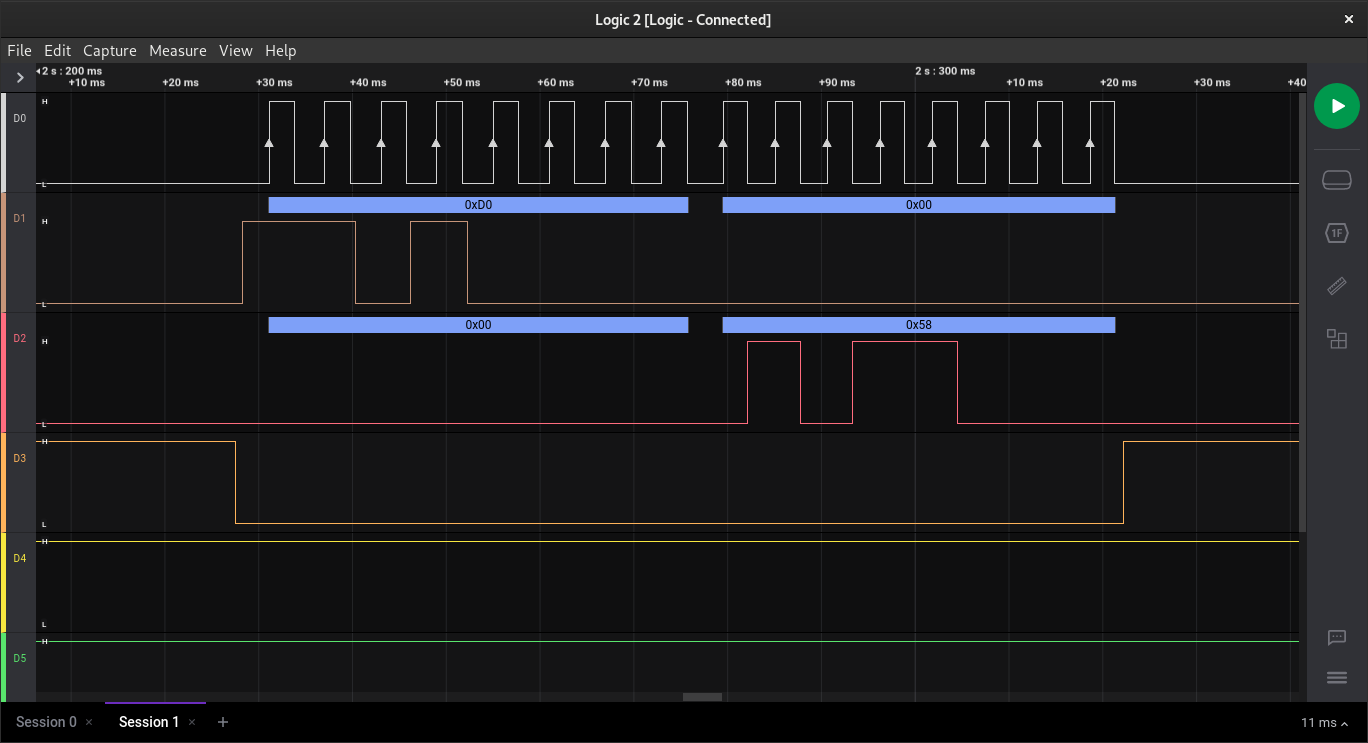 Logic 2 [Logic - Connected]
×
File Edit Capture Measure View Help
2 s : 200 ms 2 s : 300 ms
+10 ms +20 ms +30 ms +40 ms +50 ms +60 ms +70 ms +80 ms +90 ms +10 ms +20 ms +30 ms +40
H
D0
L
0xD0 0x00
D1
H
L
0x00 0x58
D2
H
L
H
D3
L
H
D4
L
H
D5
1F
Session 0 × Session 1 × + 11 ms